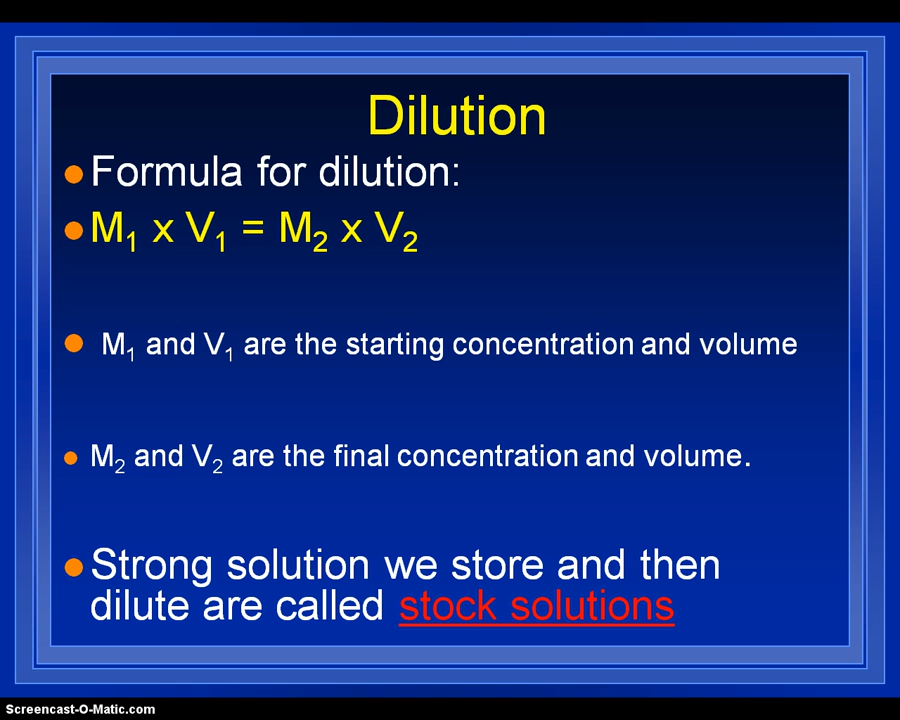 Dilution
Formula for dilution:
M₁ x V₁ = M₂ x V₂
M₁ and V₁ are the starting concentration and volume
M₂ and V₂ are the final concentration and volume.
Strong solution we store and then
dilute are called stock solutions
Screencast-O-Matic.com